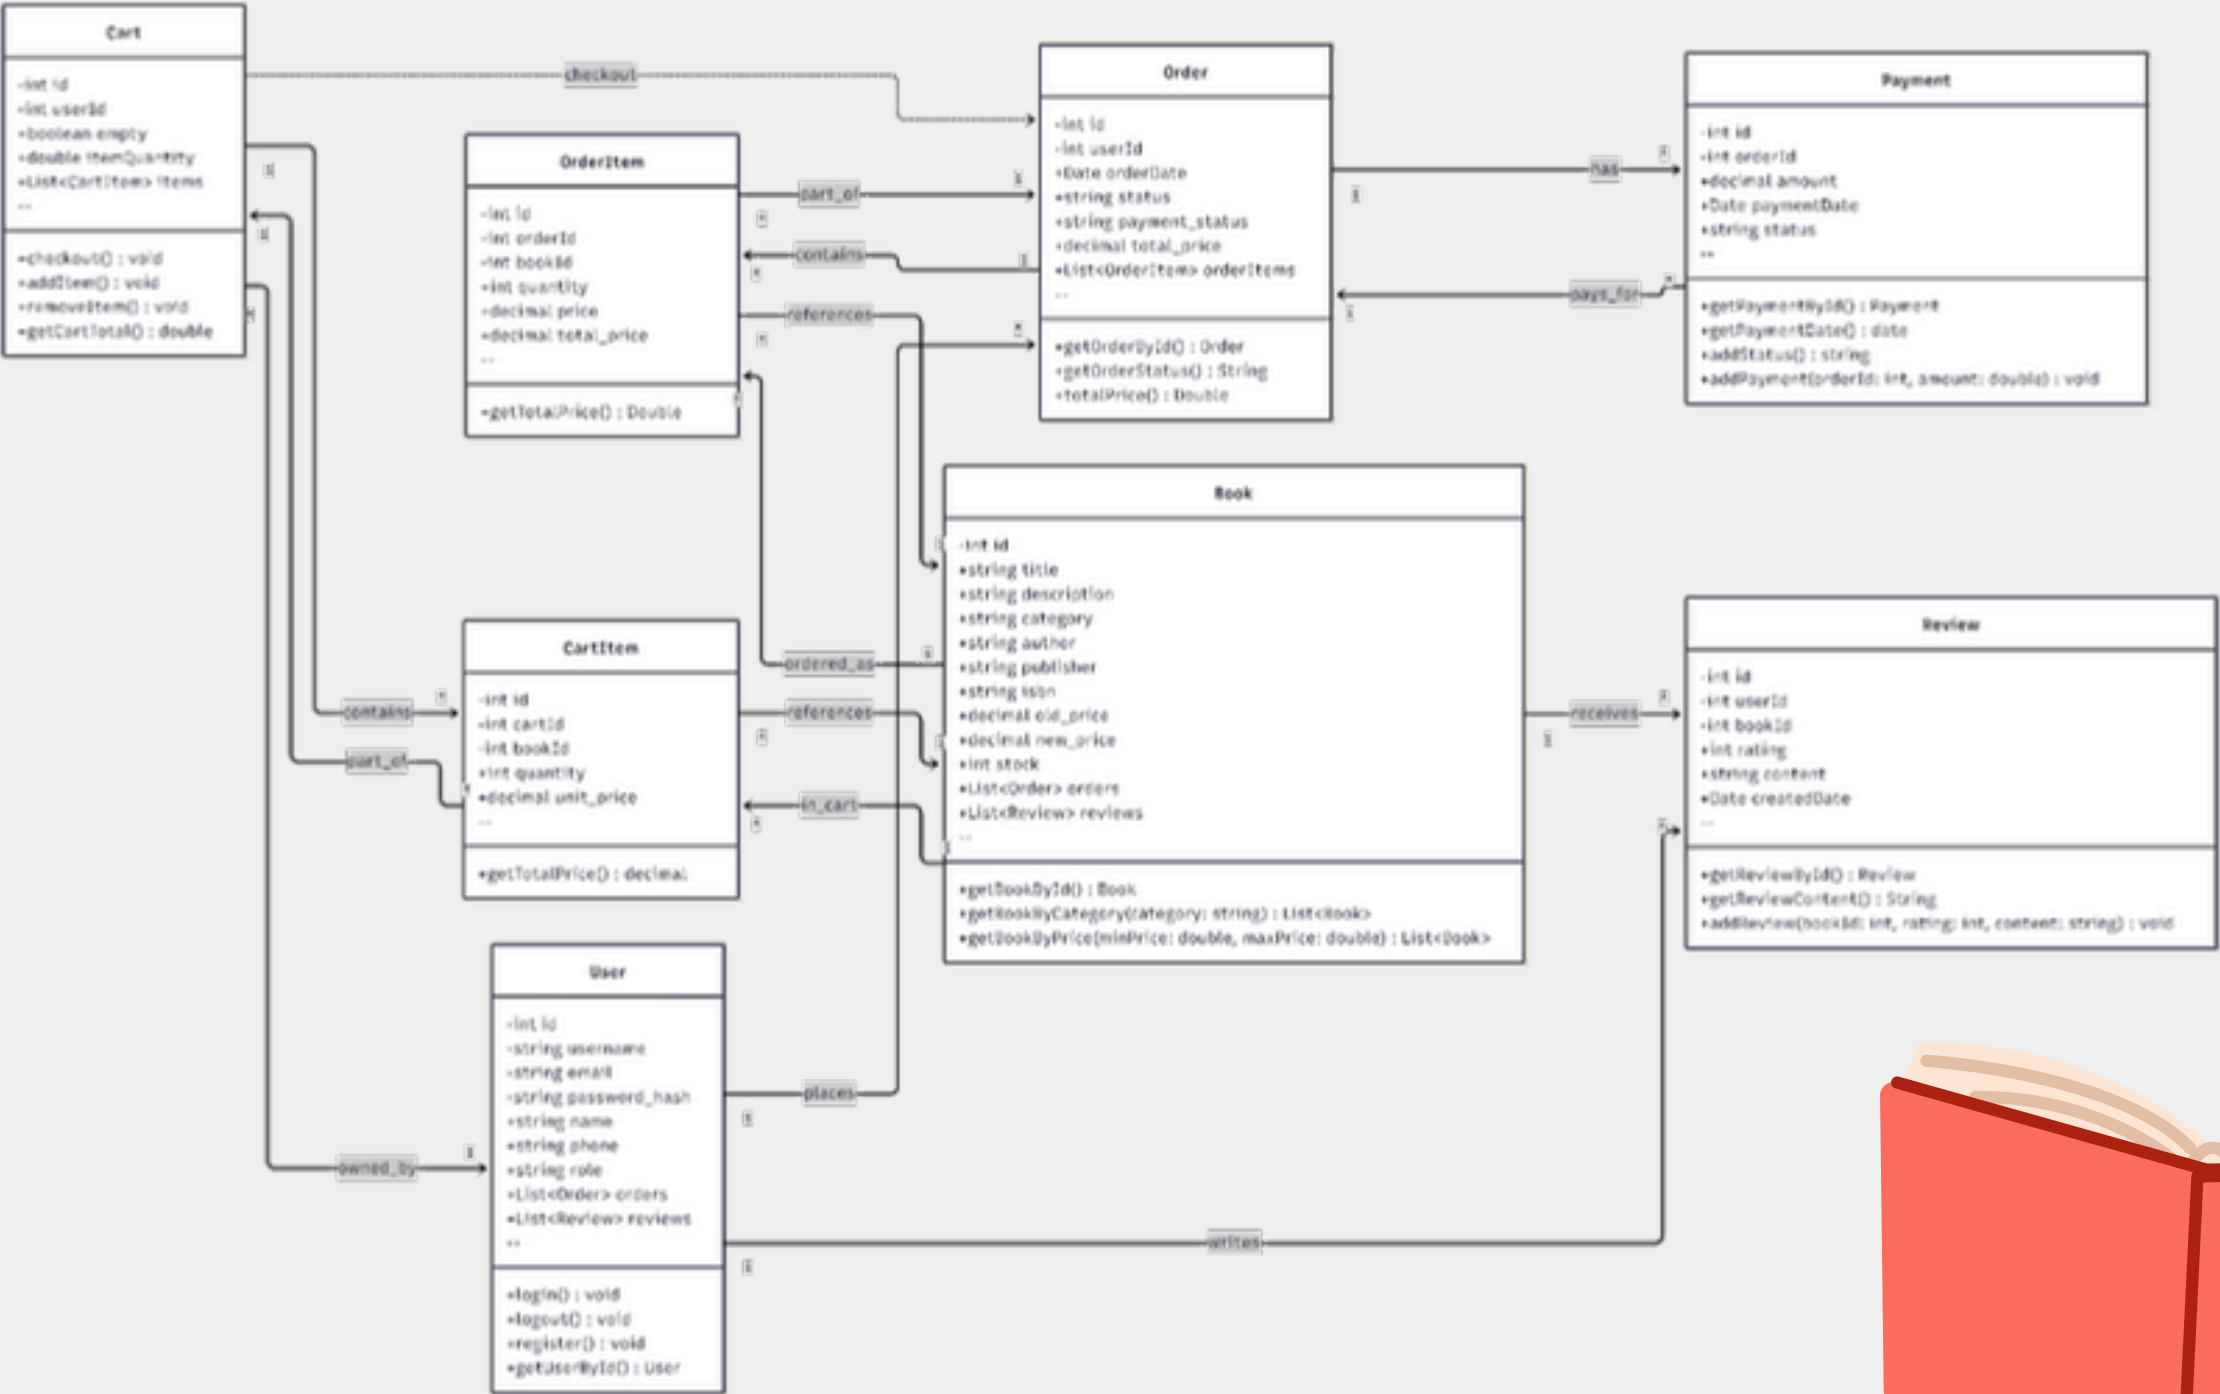 Cart
-int id
-int userId
+boolean empty
+double itemQuantity
+List<CartItem> items
--
+checkout() : void
+addItem() : void
+removeItem() : void
+getCartTotal() : double
checkout
OrderItem
-int id
-int orderId
-int bookId
+int quantity
+decimal price
+decimal total_price
--
+getTotalPrice() : Double
part_of
contains
references
Order
-int id
-int userId
+Date orderDate
+string status
+string payment_status
+decimal total_price
+List<OrderItem> orderItems
--
+getOrderById() : Order
+getOrderStatus() : String
+totalPrice() : Double
has
pays_for
Payment
-int id
-int orderId
+decimal amount
+Date paymentDate
+string status
--
+getPaymentById() : Payment
+getPaymentDate() : date
+addStatus() : string
+addPayment(orderId: int, amount: double) : void
Book
-int id
+string title
+string description
+string category
+string author
+string publisher
+string isbn
+decimal old_price
+decimal new_price
+int stock
+List<Order> orders
+List<Review> reviews
--
+getBookById() : Book
+getBookByCategory(category: string) : List<Book>
+getBookByPrice(minPrice: double, maxPrice: double) : List<Book>
ordered_as
references
in_cart
receives
CartItem
-int id
-int cartId
-int bookId
+int quantity
+decimal unit_price
--
+getTotalPrice() : decimal
contains
part_of
Review
-int id
-int userId
-int bookId
+int rating
+string content
+Date createdDate
--
+getReviewById() : Review
+getReviewContent() : String
+addReview(bookId: int, rating: int, content: string) : void
User
-int id
-string username
-string email
-string password_hash
+string name
+string phone
+string role
+List<Order> orders
+List<Review> reviews
--
+login() : void
+logout() : void
+register() : void
+getUserById() : User
places
owned_by
writes